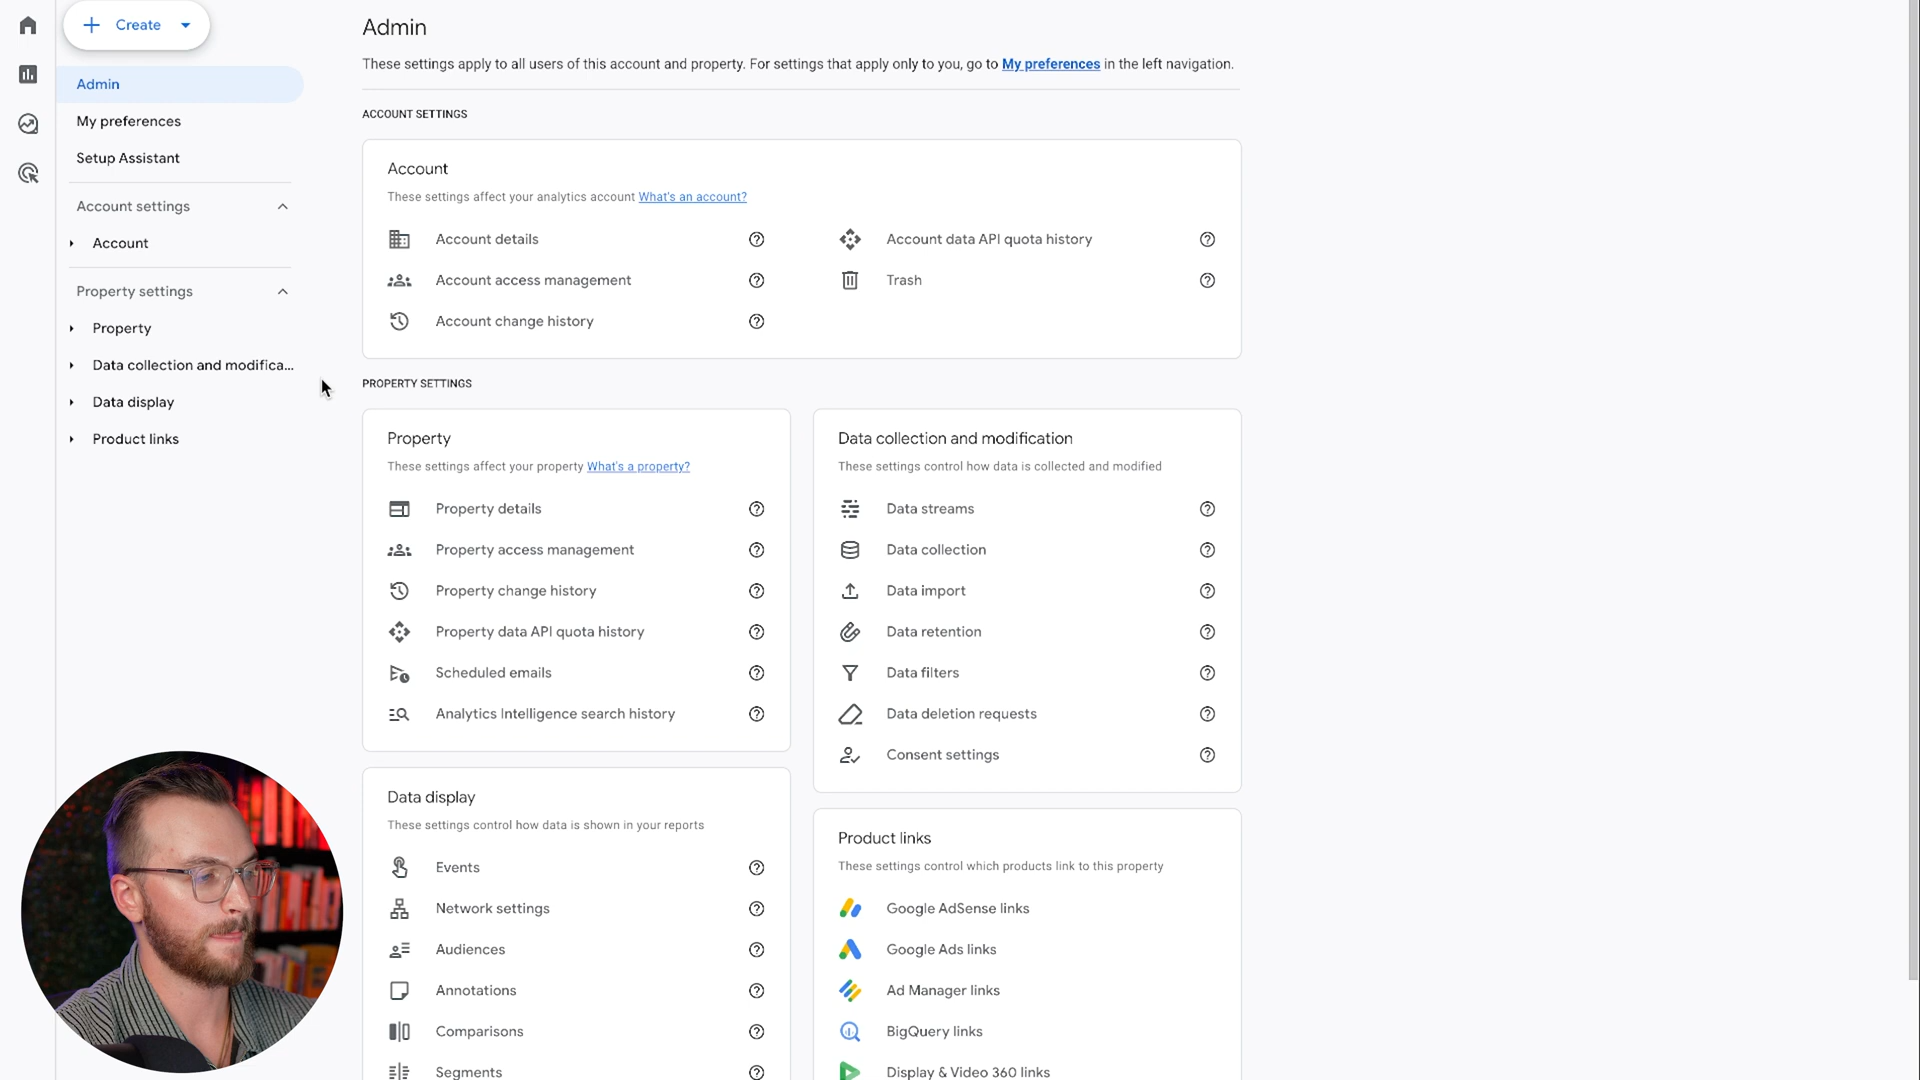 Create
Admin
My preferences
Setup Assistant
Account settings
Account
Property settings
Property
Data collection and modifica...
Data display
Product links
Admin
These settings apply to all users of this account and property. For settings that apply only to you, go to My preferences in the left navigation.
ACCOUNT SETTINGS
Account
These settings affect your analytics account What's an account?
Account details
Account access management
Account change history
Account data API quota history
Trash
PROPERTY SETTINGS
Property
These settings affect your property What's a property?
Property details
Property access management
Property change history
Property data API quota history
Scheduled emails
Analytics Intelligence search history
Data collection and modification
These settings control how data is collected and modified
Data streams
Data collection
Data import
Data retention
Data filters
Data deletion requests
Consent settings
Data display
These settings control how data is shown in your reports
Events
Network settings
Audiences
Annotations
Comparisons
Segments
Product links
These settings control which products link to this property
Google AdSense links
Google Ads links
Ad Manager links
BigQuery links
Display & Video 360 links